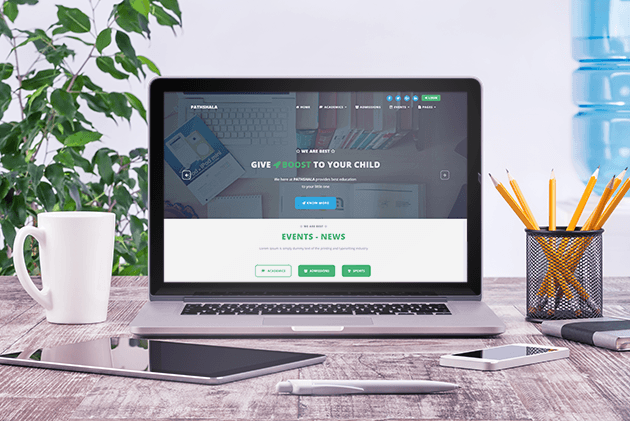 PATHSHALA
HOME ACADEMICS ADMISSIONS EVENTS PAGES
WE ARE BEST
GIVE BOOST TO YOUR CHILD
We here at PATHSHALA provides best education
to your little one
KNOW MORE
WE ARE BEST
EVENTS - NEWS
Lorem Ipsum is simply dummy text of the printing and typesetting industry
ACADEMICS ADMISSIONS SPORTS